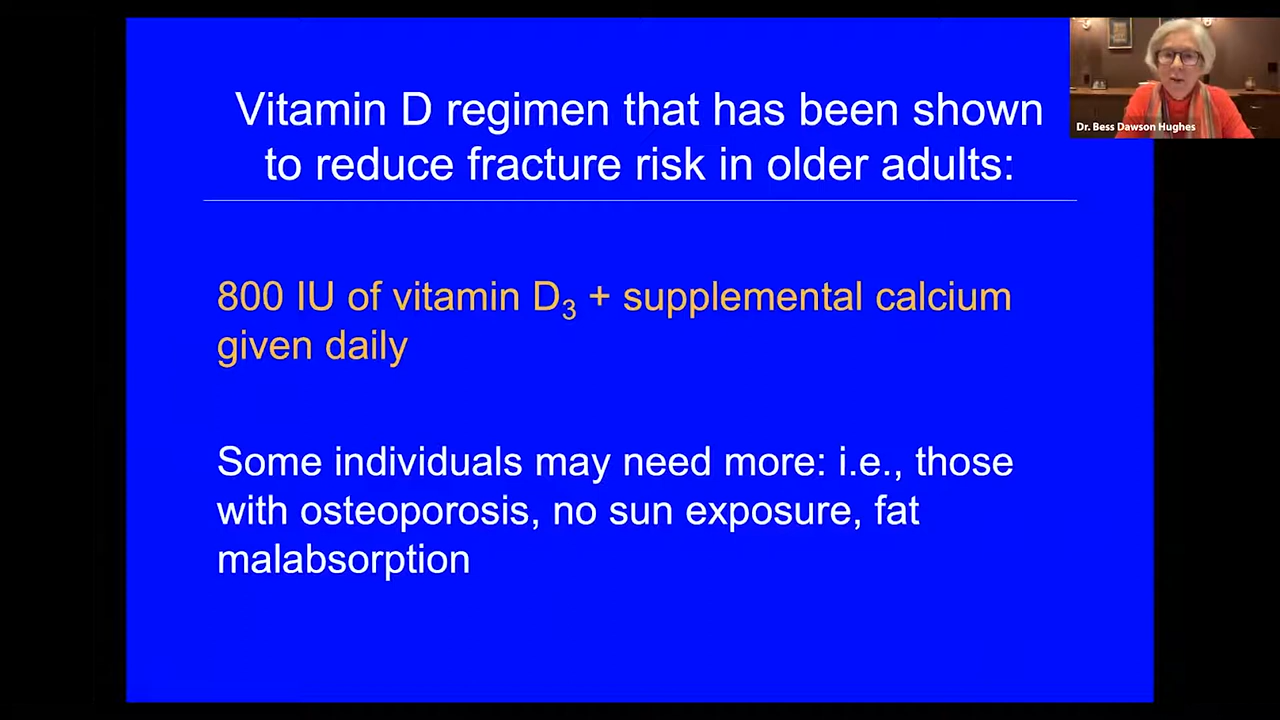 Vitamin D regimen that has been shown
to reduce fracture risk in older adults:
Dr. Bess Dawson Hughes
800 IU of vitamin D₃ + supplemental calcium
given daily
Some individuals may need more: i.e., those
with osteoporosis, no sun exposure, fat
malabsorption